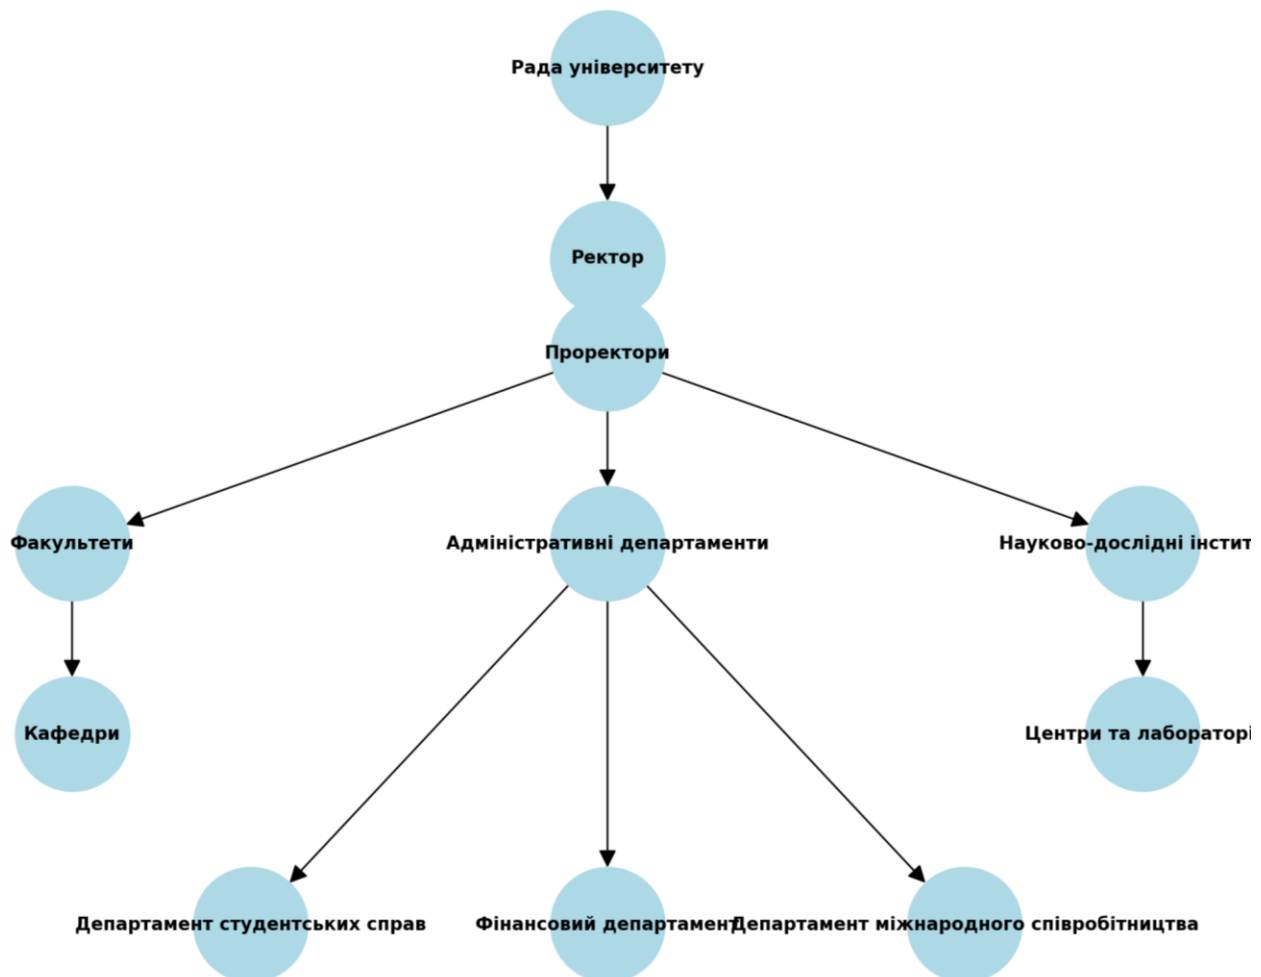 Рада університету
Ректор
Проректори
Факультети
Адміністративні департаменти
Науково-дослідні інстит
Кафедри
Центри та лабораторі
Департамент студентських справ
Фінансовий департамент
Департамент міжнародного співробітництва